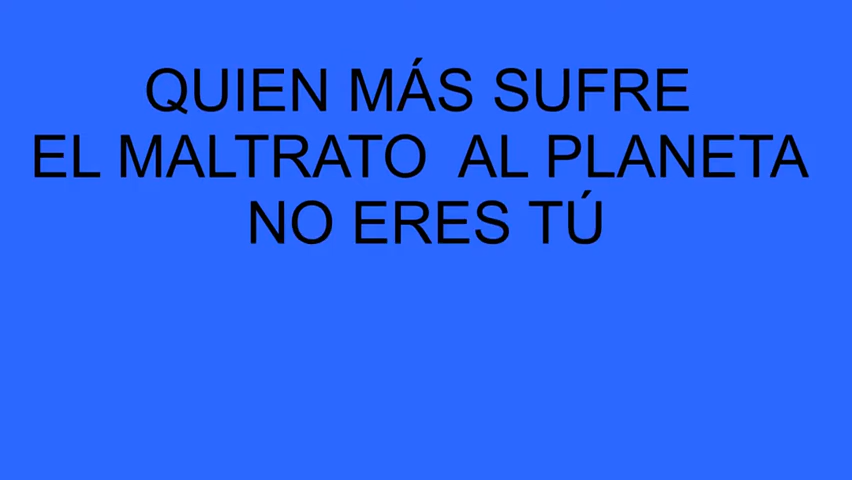 QUIEN MÁS SUFRE
EL MALTRATO  AL PLANETA
NO ERES TÚ